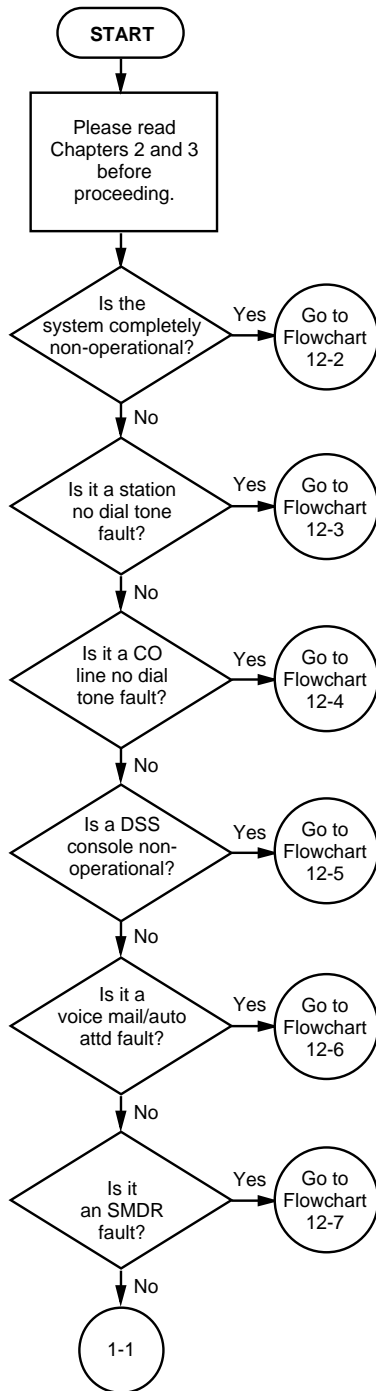 START
Please read
Chapters 2 and 3
before
proceeding.
Is the
system completely
non-operational?
Yes
Go to
Flowchart
12-2
No
Is it a station
no dial tone
fault?
Yes
Go to
Flowchart
12-3
No
Is it a CO
line no dial
tone fault?
Yes
Go to
Flowchart
12-4
No
Is a DSS
console non-
operational?
Yes
Go to
Flowchart
12-5
No
Is it a
voice mail/auto
attd fault?
Yes
Go to
Flowchart
12-6
No
Is it
an SMDR
fault?
Yes
Go to
Flowchart
12-7
No
1-1